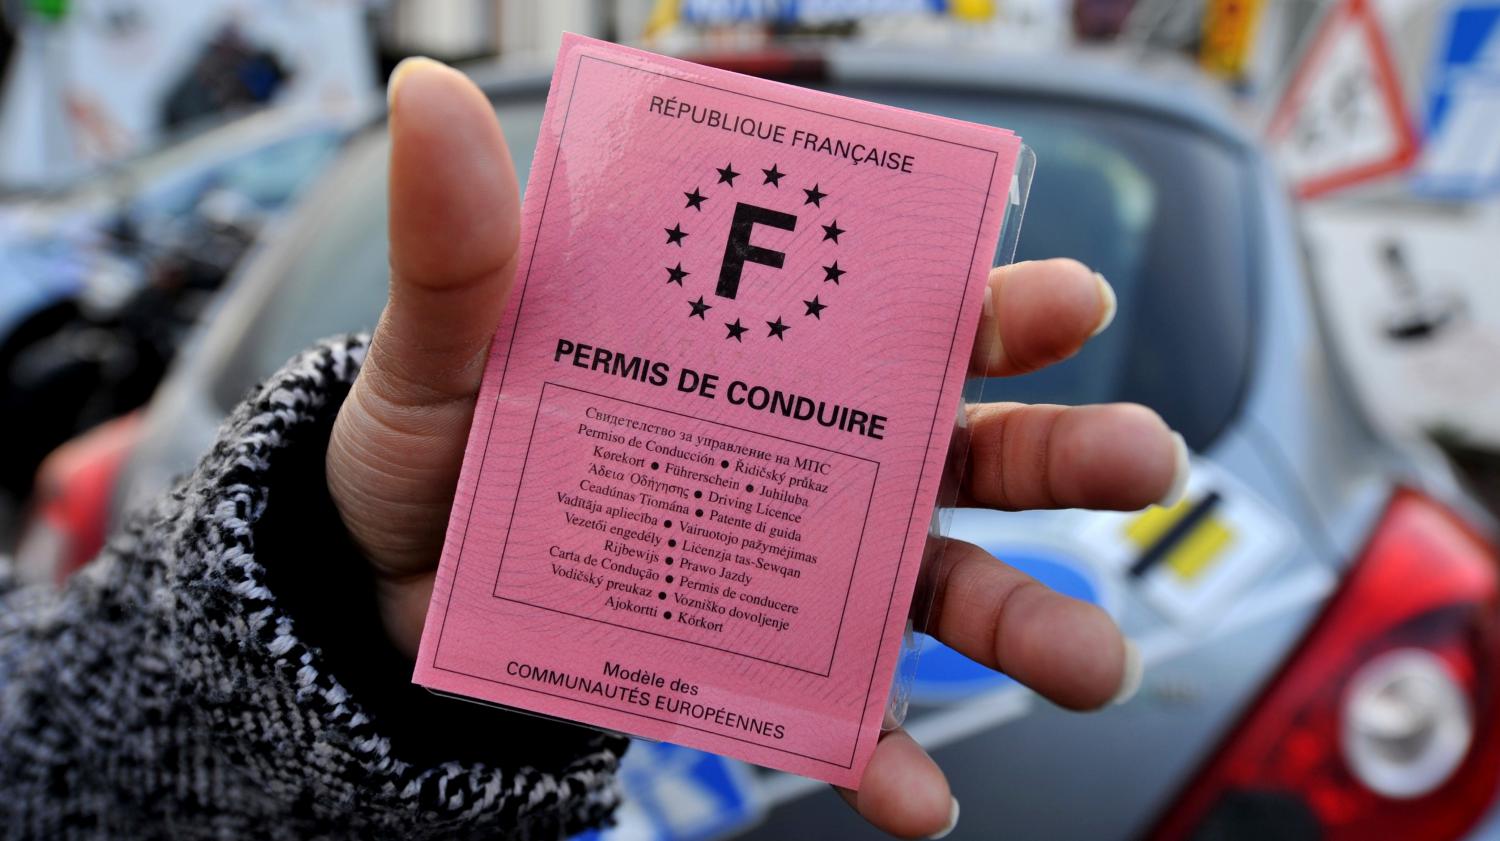 RÉPUBLIQUE FRANÇAISE
F
PERMIS DE CONDUIRE
Свидетелство за управление на МПС
Permiso de Conducción ● Řidičský průkaz
Kørekort ● Führerschein ● Juhiluba
Άδεια Οδήγησης ● Driving Licence
Ceadúnas Tiomána ● Patente di guida
Vadītāja apliecība ● Vairuotojo pažymėjimas
Vezetői engedély ● Liċenzja tas-Sewqan
Rijbewijs ● Prawo Jazdy
Carta de Condução ● Permis de conducere
Vodičský preukaz ● Vozniško dovoljenje
Ajokortti ● Körkort
Modèle des
COMMUNAUTÉS EUROPÉENNES